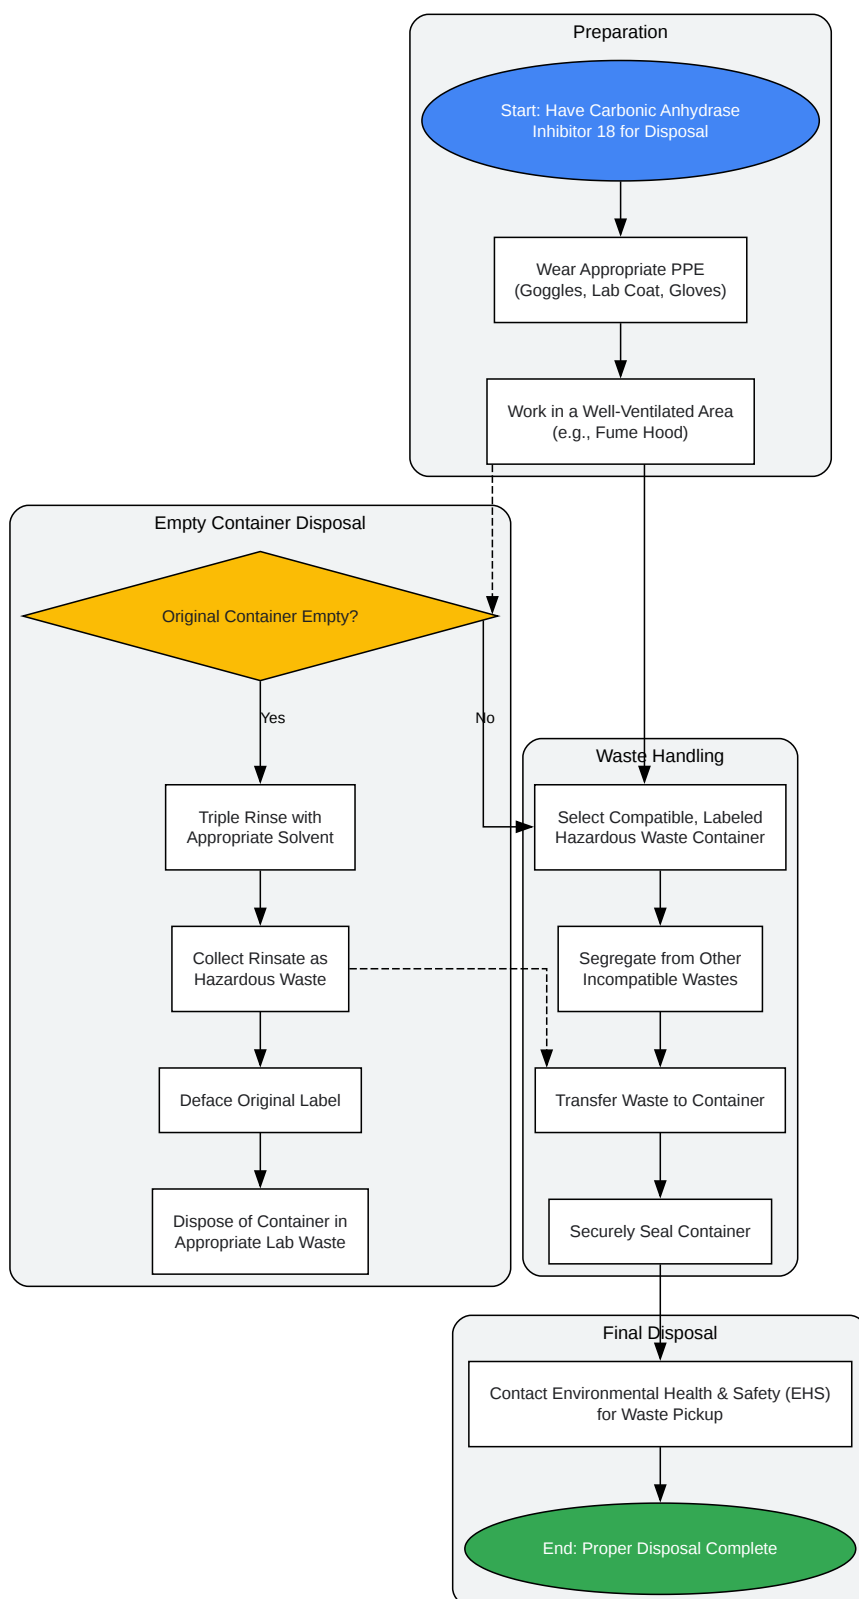 Preparation
Start: Have Carbonic Anhydrase
Inhibitor 18 for Disposal
Wear Appropriate PPE
(Goggles, Lab Coat, Gloves)
Work in a Well-Ventilated Area
(e.g., Fume Hood)
Empty Container Disposal
Original Container Empty?
Yes
No
Triple Rinse with
Appropriate Solvent
Collect Rinsate as
Hazardous Waste
Deface Original Label
Dispose of Container in
Appropriate Lab Waste
Waste Handling
Select Compatible, Labeled
Hazardous Waste Container
Segregate from Other
Incompatible Wastes
Transfer Waste to Container
Securely Seal Container
Final Disposal
Contact Environmental Health & Safety (EHS)
for Waste Pickup
End: Proper Disposal Complete